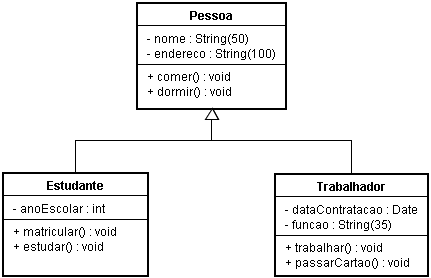 Pessoa
- nome : String(50)
- endereco : String(100)
+ comer() : void
+ dormir() : void
Estudante
- anoEscolar : int
+ matricular() : void
+ estudar() : void
Trabalhador
- dataContratacao : Date
- funcao : String(35)
+ trabalhar() : void
+ passarCartao() : void